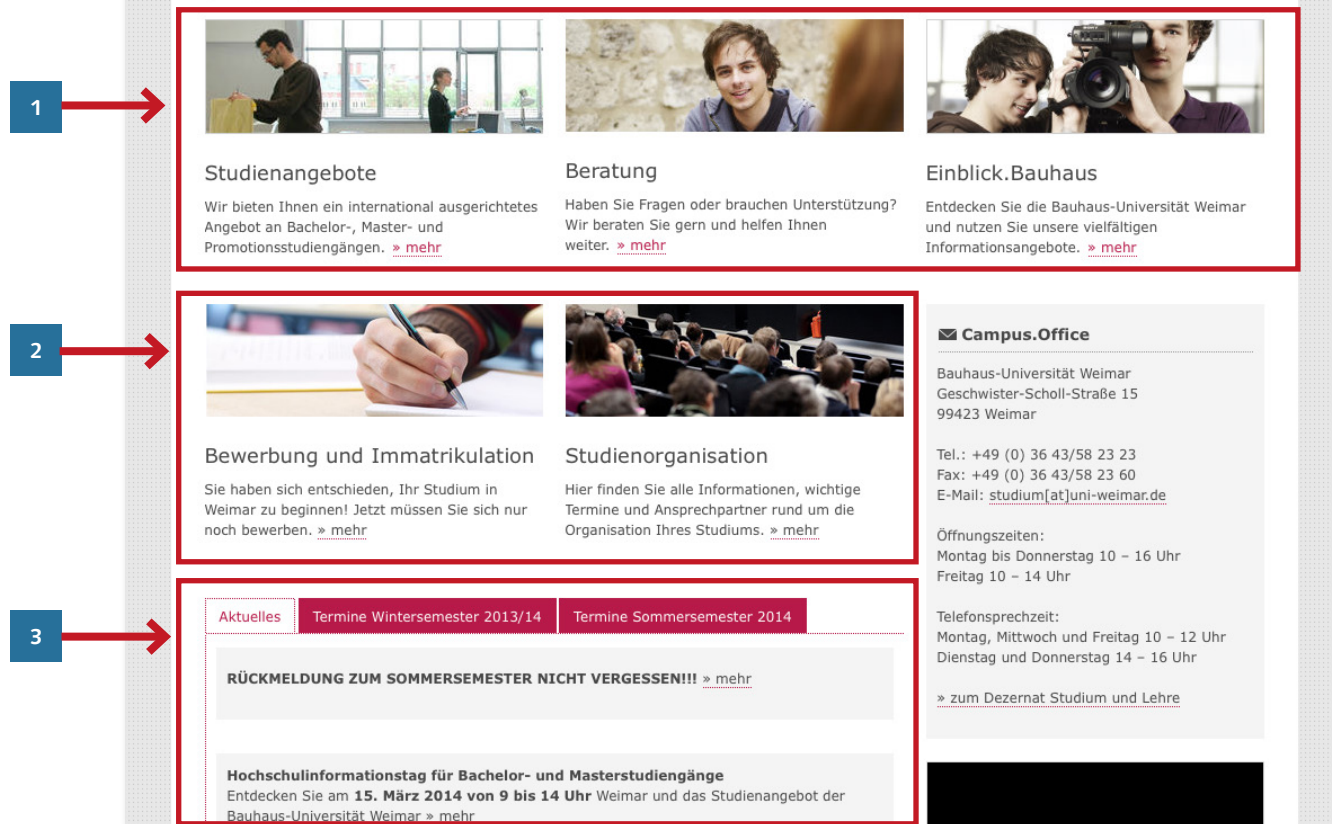 1
Studienangebote
Wir bieten Ihnen ein international ausgerichtetes
Angebot an Bachelor-, Master- und
Promotionsstudiengängen. » mehr
Beratung
Haben Sie Fragen oder brauchen Unterstützung?
Wir beraten Sie gern und helfen Ihnen
weiter. » mehr
Einblick.Bauhaus
Entdecken Sie die Bauhaus-Universität Weimar
und nutzen Sie unsere vielfältigen
Informationsangebote. » mehr
2
Bewerbung und Immatrikulation
Sie haben sich entschieden, Ihr Studium in
Weimar zu beginnen! Jetzt müssen Sie sich nur
noch bewerben. » mehr
Studienorganisation
Hier finden Sie alle Informationen, wichtige
Termine und Ansprechpartner rund um die
Organisation Ihres Studiums. » mehr
Campus.Office
Bauhaus-Universität Weimar
Geschwister-Scholl-Straße 15
99423 Weimar
Tel.: +49 (0) 36 43/58 23 23
Fax: +49 (0) 36 43/58 23 60
E-Mail: studium[at]uni-weimar.de
Öffnungszeiten:
Montag bis Donnerstag 10 – 16 Uhr
Freitag 10 – 14 Uhr
Telefonsprechzeit:
Montag, Mittwoch und Freitag 10 – 12 Uhr
Dienstag und Donnerstag 14 – 16 Uhr
» zum Dezernat Studium und Lehre
3
Aktuelles Termine Wintersemester 2013/14 Termine Sommersemester 2014
RÜCKMELDUNG ZUM SOMMERSEMESTER NICHT VERGESSEN!!! » mehr
Hochschulinformationstag für Bachelor- und Masterstudiengänge
Entdecken Sie am 15. März 2014 von 9 bis 14 Uhr Weimar und das Studienangebot der
Bauhaus-Universität Weimar » mehr